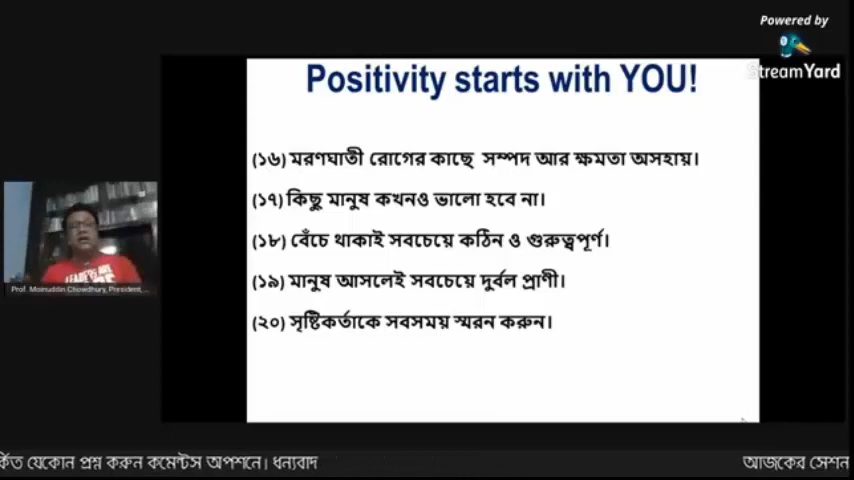 Powered by
StreamYard
Positivity starts with YOU!
(১৬) মরণঘাতী রোগের কাছে সম্পদ আর ক্ষমতা অসহায়।
(১৭) কিছু মানুষ কখনও ভালো হবে না।
(১৮) বেঁচে থাকাই সবচেয়ে কঠিন ও গুরুত্বপূর্ণ।
(১৯) মানুষ আসলেই সবচেয়ে দুর্বল প্রাণী।
(২০) সৃষ্টিকর্তাকে সবসময় স্মরন করুন।
LEADERS ARE
Prof. Moinuddin Chowdhury, President,...
যেকোন প্রশ্ন করুন কমেন্টস অপশনে। ধন্যবাদ
আজকের সেশন